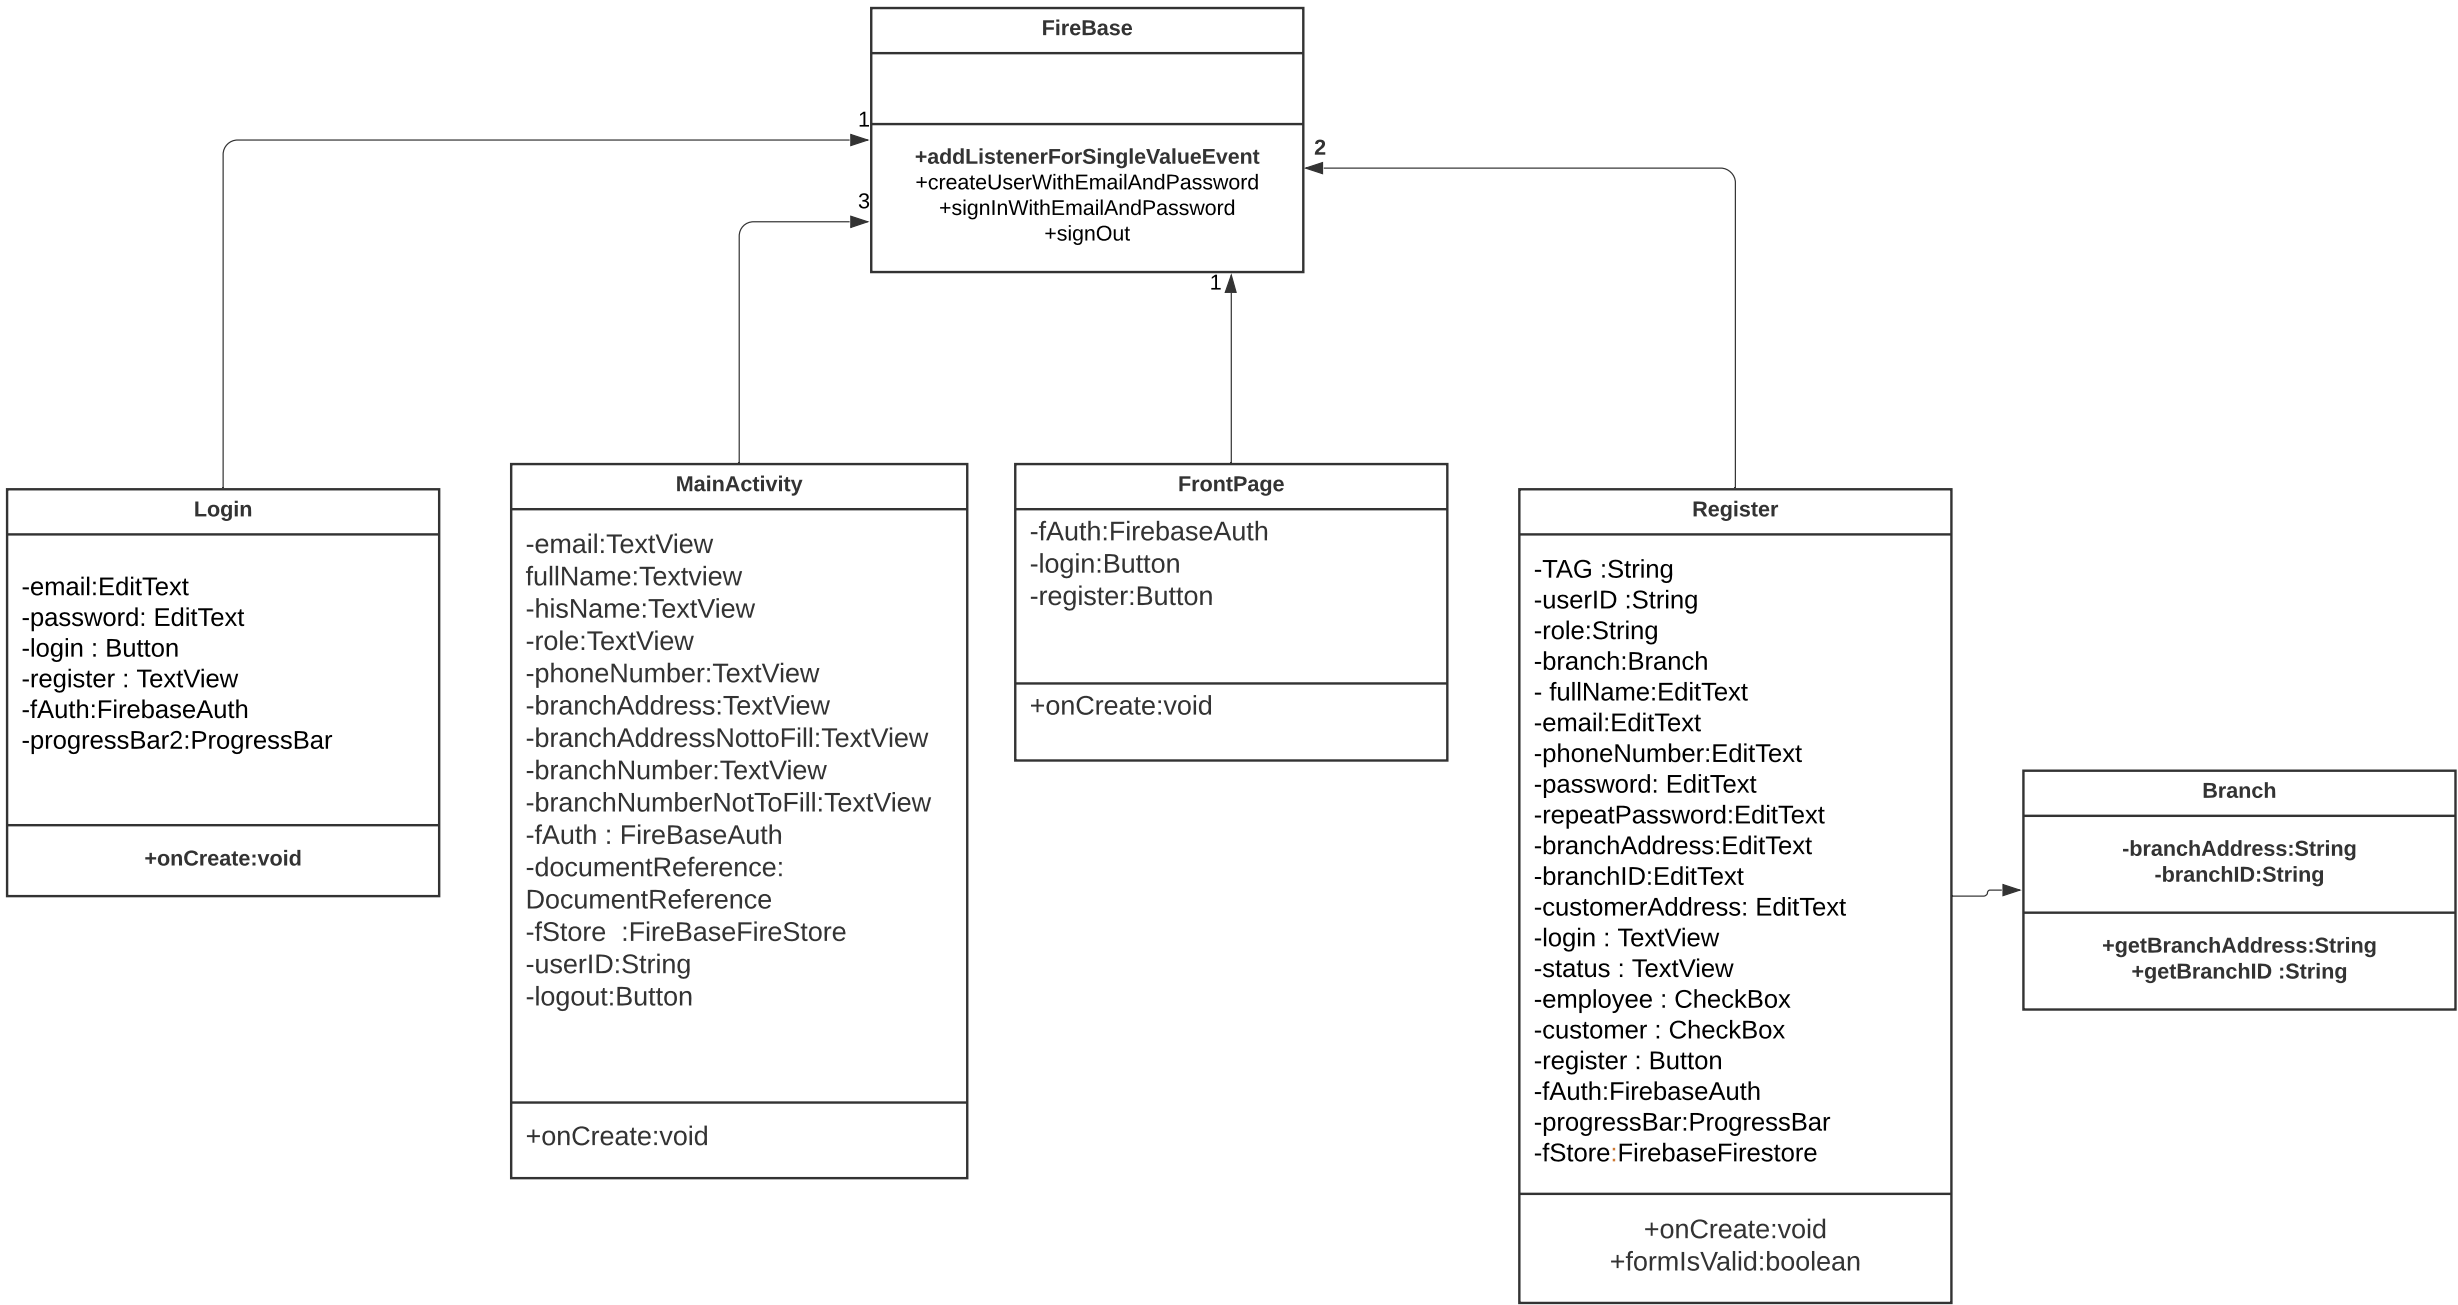 FireBase
+addListenerForSingleValueEvent
+createUserWithEmailAndPassword
+signInWithEmailAndPassword
+signOut
1
3
1
2
Login
-email:EditText
-password: EditText
-login : Button
-register : TextView
-fAuth:FirebaseAuth
-progressBar2:ProgressBar
+onCreate:void
MainActivity
-email:TextView
fullName:Textview
-hisName:TextView
-role:TextView
-phoneNumber:TextView
-branchAddress:TextView
-branchAddressNottoFill:TextView
-branchNumber:TextView
-branchNumberNotToFill:TextView
-fAuth : FireBaseAuth
-documentReference:
DocumentReference
-fStore  :FireBaseFireStore
-userID:String
-logout:Button
+onCreate:void
FrontPage
-fAuth:FirebaseAuth
-login:Button
-register:Button
+onCreate:void
Register
-TAG :String
-userID :String
-role:String
-branch:Branch
- fullName:EditText
-email:EditText
-phoneNumber:EditText
-password: EditText
-repeatPassword:EditText
-branchAddress:EditText
-branchID:EditText
-customerAddress: EditText
-login : TextView
-status : TextView
-employee : CheckBox
-customer : CheckBox
-register : Button
-fAuth:FirebaseAuth
-progressBar:ProgressBar
-fStore:FirebaseFirestore
+onCreate:void
+formIsValid:boolean
Branch
-branchAddress:String
-branchID:String
+getBranchAddress:String
+getBranchID :String